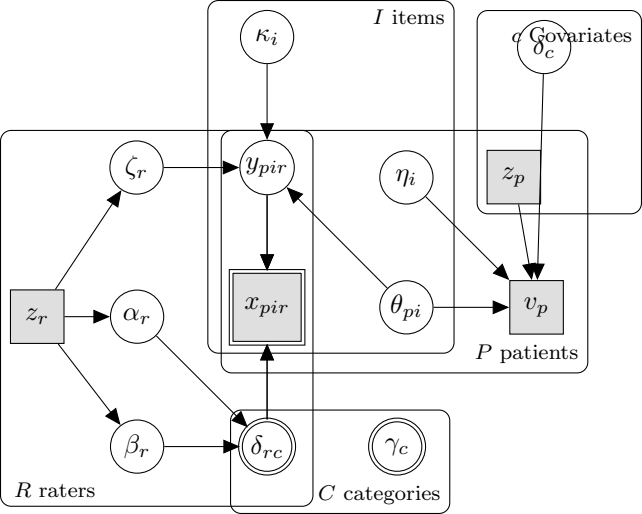 κ_i
I items
δ_c
c Covariates
ζ_r
y_pir
η_i
z_p
z_r
α_r
x_pir
θ_pi
v_p
P patients
β_r
δ_rc
γ_c
R raters
C categories